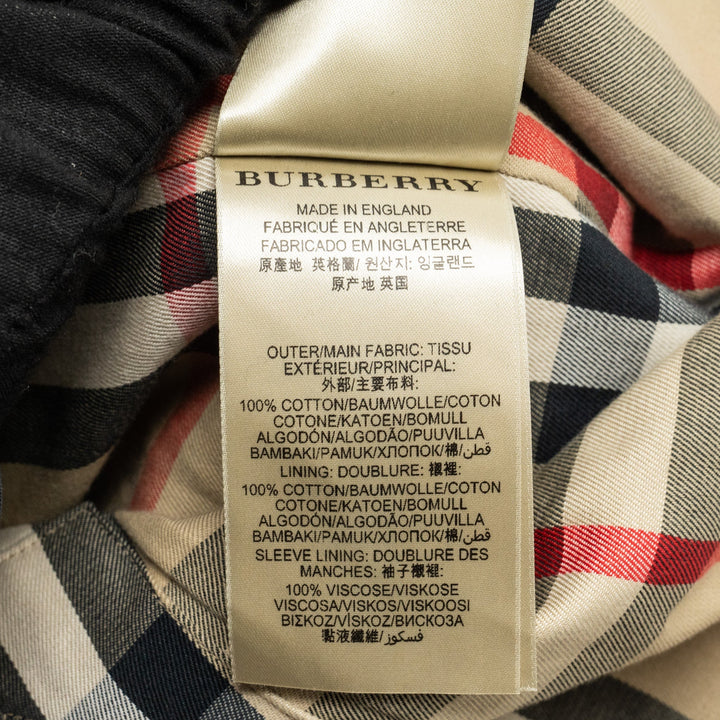 BURBERRY
MADE IN ENGLAND
FABRIQUÉ EN ANGLETERRE
FABRICADO EM INGLATERRA
原產地 英格蘭/ 원산지: 잉글랜드
原产地 英国
OUTER/MAIN FABRIC: TISSU
EXTÉRIEUR/PRINCIPAL:
外部/主要布料:
100% COTTON/BAUMWOLLE/COTON
COTONE/KATOEN/BOMULL
ALGODÓN/ALGODÃO/PUUVILLA
BAMBAKI/PAMUK/ХЛОПОК/棉/قطن
LINING: DOUBLURE: 襯裡:
100% COTTON/BAUMWOLLE/COTON
COTONE/KATOEN/BOMULL
ALGODÓN/ALGODÃO/PUUVILLA
BAMBAKI/PAMUK/ХЛОПОК/棉/قطن
SLEEVE LINING: DOUBLURE DES
MANCHES: 袖子襯裡:
100% VISCOSE/VISKOSE
VISCOSA/VISKOS/VISKOOSI
ΒΙΣΚΟΖ/VİSKOZ/ВИСКОЗА
黏液纖維/فسكوز